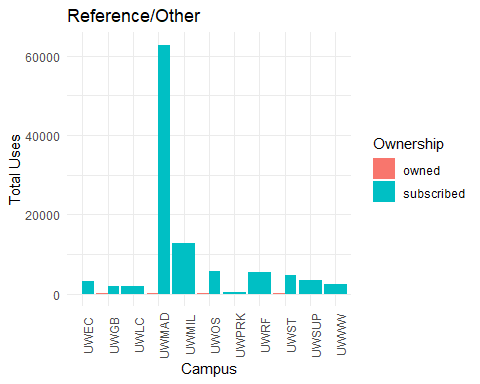 Reference/Other
Total Uses
60000
40000
20000
0
UWEC
UWGB
UWLC
UWMAD
UWMIL
UWOS
UWPRK
UWRF
UWST
UWSUP
UWWW
Campus
Ownership
owned
subscribed